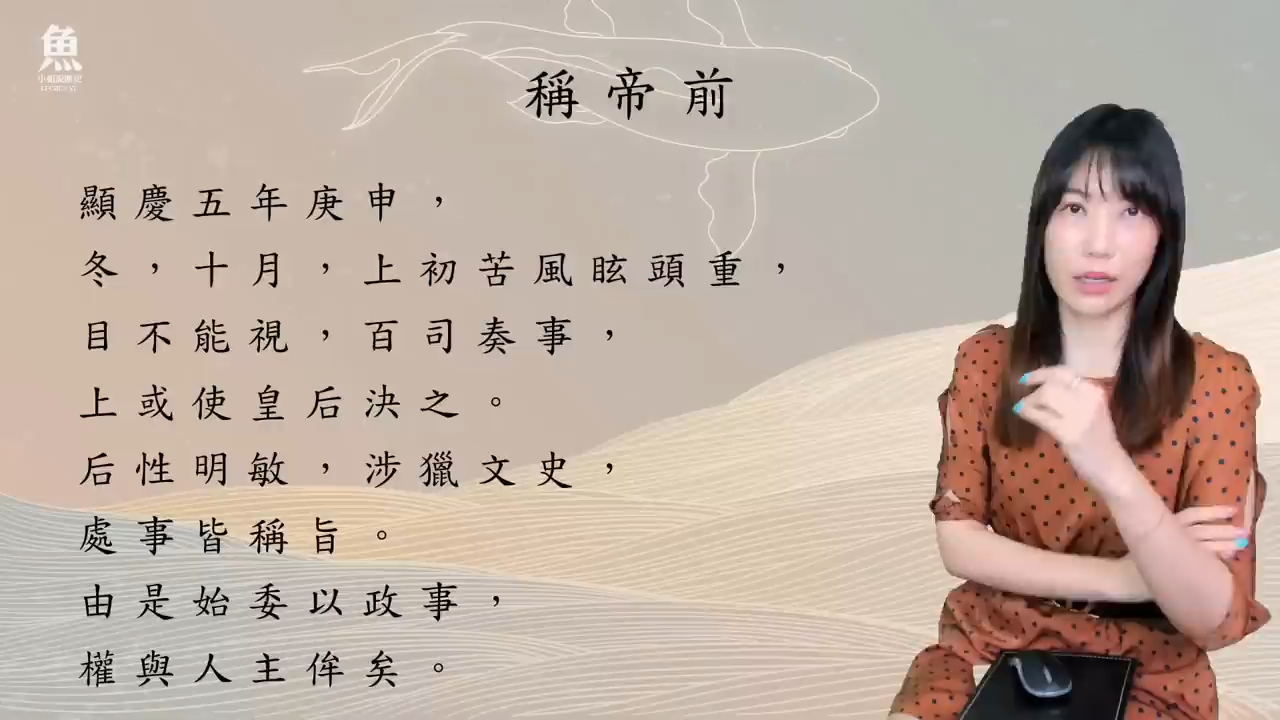 魚
稱帝前
顯慶五年庚申，
冬，十月，上初苦風眩頭重，
目不能視，百司奏事，
上或使皇后決之。
后性明敏，涉獵文史，
處事皆稱旨。
由是始委以政事，
權與人主侔矣。